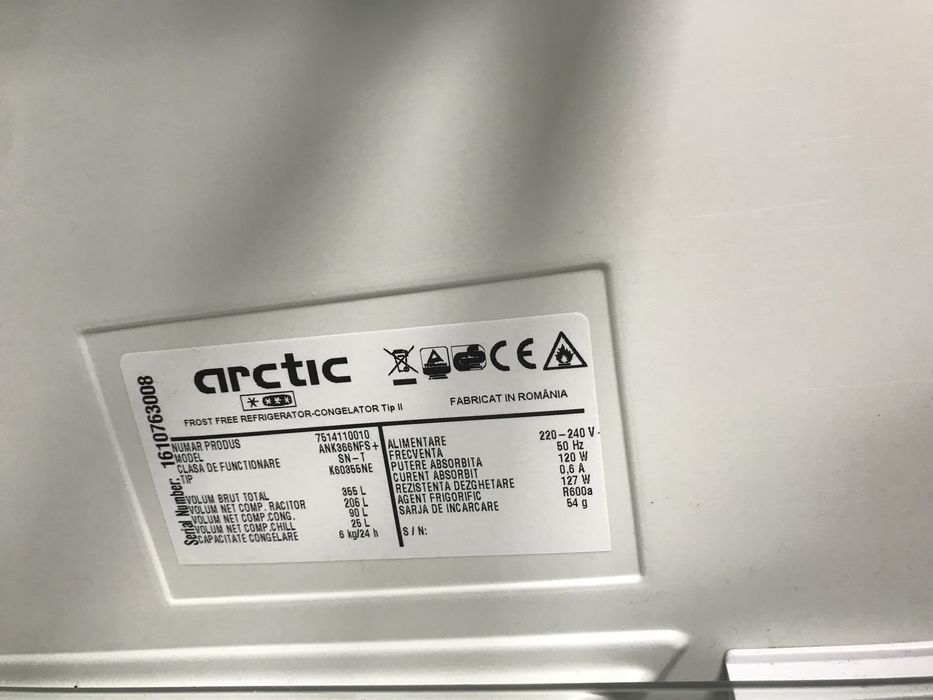 arctic
FROST FREE REFRIGERATOR-CONGELATOR Tip II
FABRICAT IN ROMÂNIA
Serial Number: 1610763008
NUMAR PRODUS 7514110010
MODEL ANK366NFS+
CLASA DE FUNCTIONARE SN-T
TIP K60355NE
VOLUM BRUT TOTAL 355 L
VOLUM NET COMP. RACITOR 206 L
VOLUM NET COMP.CONG. 90 L
VOLUM NET COMP.CHILL 25 L
CAPACITATE CONGELARE 6 kg/24 h
ALIMENTARE 220-240 V
FRECVENTA 50 Hz
PUTERE ABSORBITA 120 W
CURENT ABSORBIT 0,6 A
REZISTENTA DEZGHETARE 127 W
AGENT FRIGORIFIC R600a
SARJA DE INCARCARE 54 g
S/N: